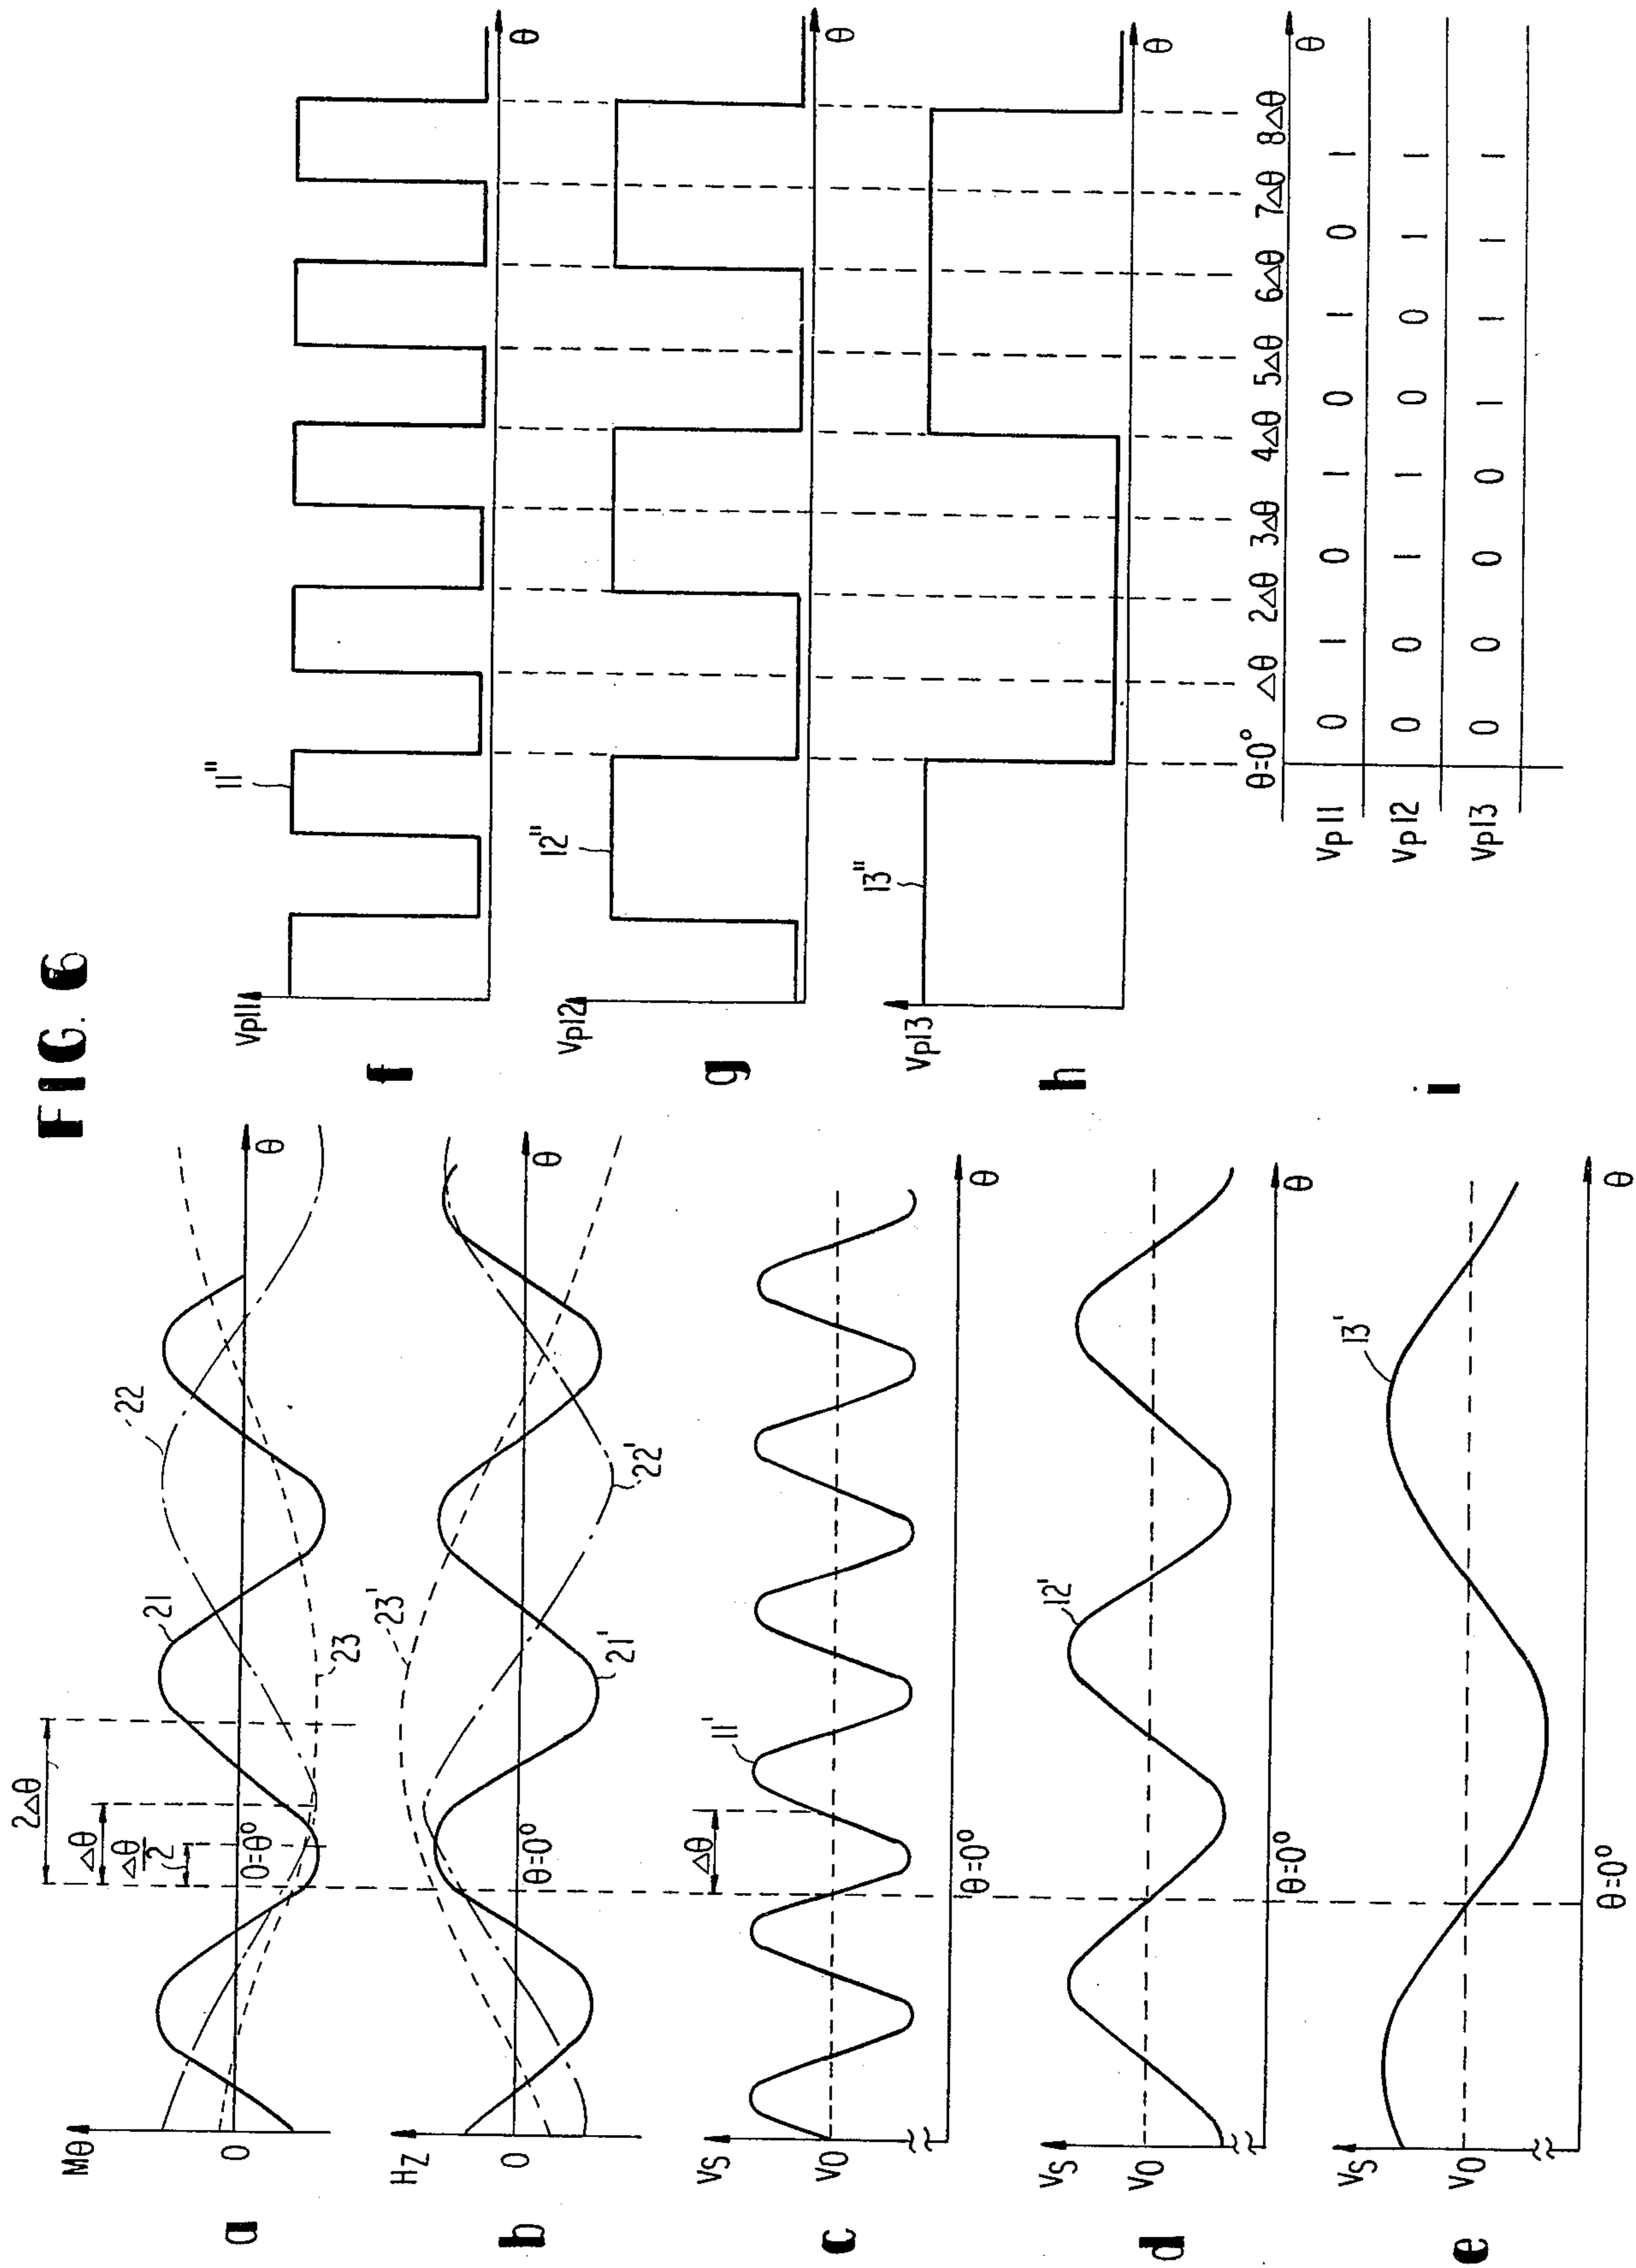 FIG. 6
a
Mθ
0
2Δθ
Δθ
Δθ
2
0=θ°
21
22
23
θ
b
HZ
0
θ=0°
21'
22'
23'
θ
c
VS
VO
11'
Δθ
θ=0°
θ
d
VS
VO
12'
θ=0°
θ
e
VS
VO
13'
θ=0°
θ
f
Vp11
11"
θ
g
Vp12
12"
θ
h
Vp13
13"
θ
i
θ=0° Δθ 2Δθ 3Δθ 4Δθ 5Δθ 6Δθ 7Δθ 8Δθ θ
Vp11 0 1 0 1 0 1 0 1
Vp12 0 0 1 1 0 0 1 1
Vp13 0 0 0 0 1 1 1 1